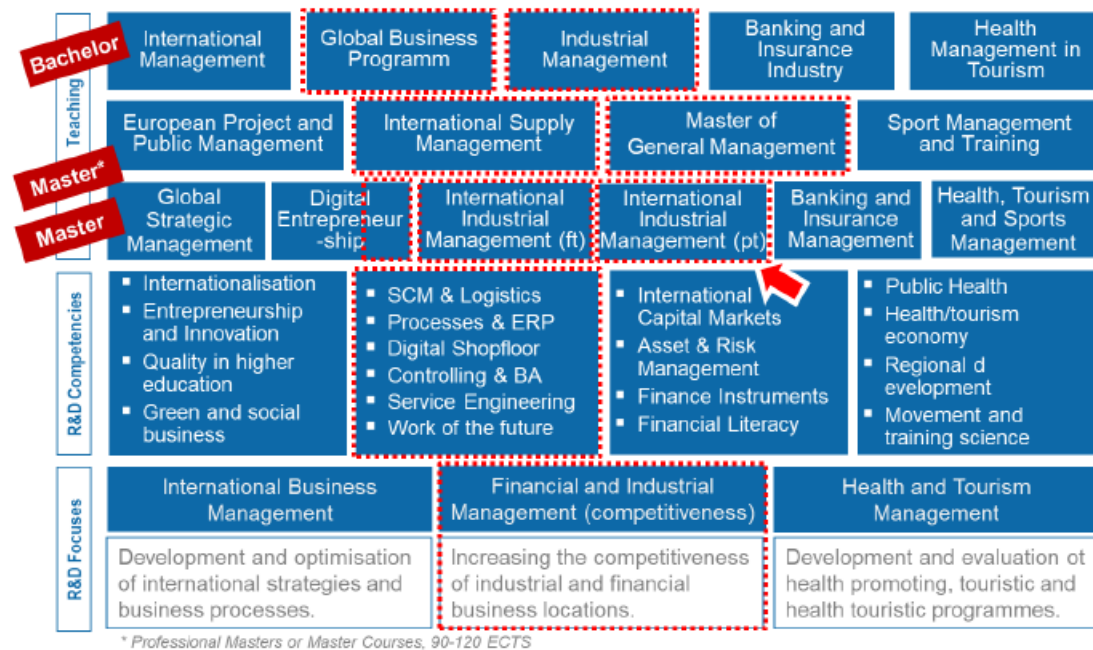 Bachelor
Teaching
International
Management
Global Business
Programm
Industrial
Management
Banking and
Insurance
Industry
Health
Management in
Tourism
European Project and
Public Management
International Supply
Management
Master of
General Management
Sport Management
and Training
Master*
Master
Global
Strategic
Management
Digital
Entrepreneur
-ship
International
Industrial
Management (ft)
International
Industrial
Management (pt)
Banking and
Insurance
Management
Health, Tourism
and Sports
Management
R&D Competencies
▪ Internationalisation
▪ Entrepreneurship
and Innovation
▪ Quality in higher
education
▪ Green and social
business
▪ SCM & Logistics
▪ Processes & ERP
▪ Digital Shopfloor
▪ Controlling & BA
▪ Service Engineering
▪ Work of the future
▪ International
Capital Markets
▪ Asset & Risk
Management
▪ Finance Instruments
▪ Financial Literacy
▪ Public Health
▪ Health/tourism
economy
▪ Regional d
evelopment
▪ Movement and
training science
R&D Focuses
International Business
Management
Financial and Industrial
Management (competitiveness)
Health and Tourism
Management
Development and optimisation
of international strategies and
business processes.
Increasing the competitiveness
of industrial and financial
business locations.
Development and evaluation of
health promoting, touristic and
health touristic programmes.
* Professional Masters or Master Courses, 90-120 ECTS